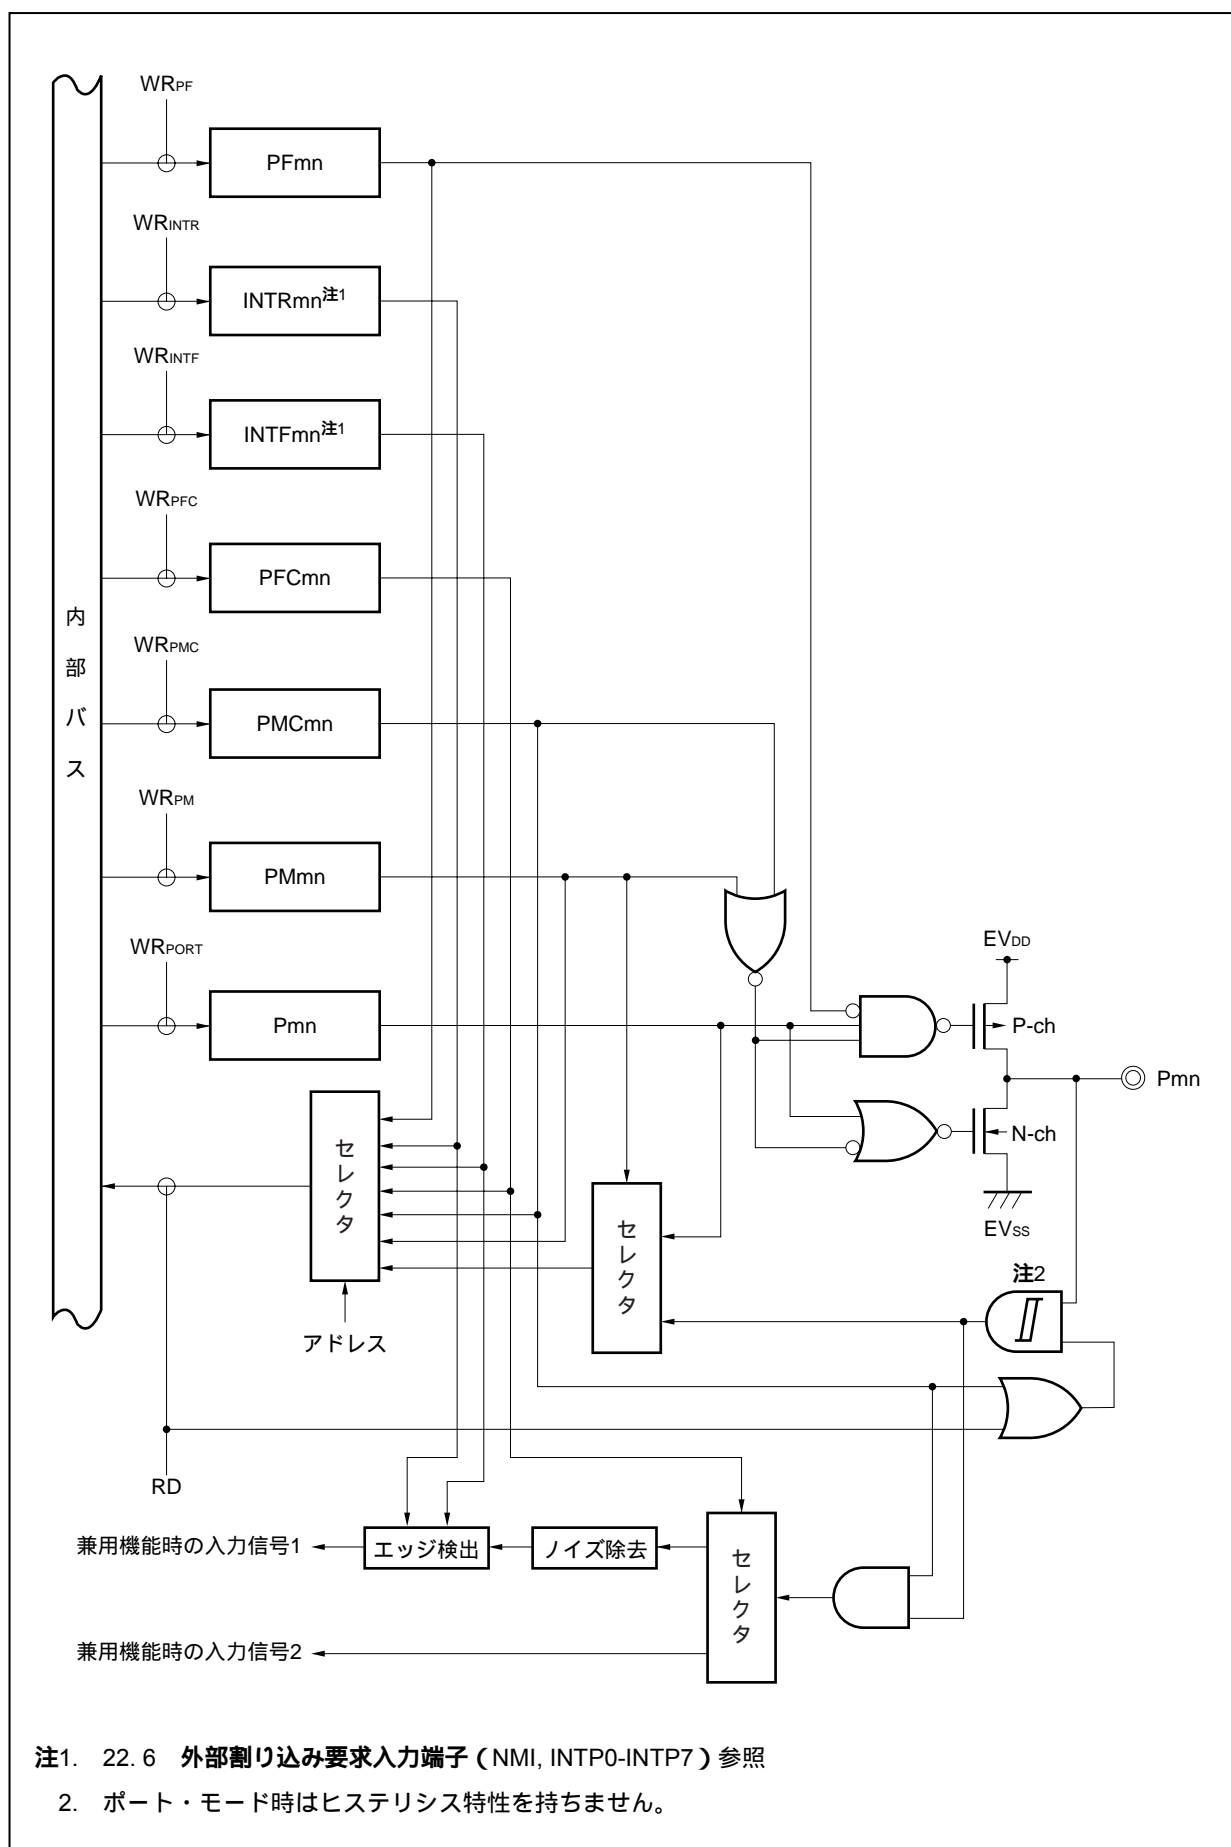 WRPF
PFmn
WRINTR
INTRmn注1
WRINTF
INTFmn注1
WRPFC
PFCmn
内部バス
WRPMC
PMCmn
WRPM
PMmn
WRPORT
Pmn
EVDD
P-ch
Pmn
N-ch
EVSS
セレクタ
セレクタ
注2
アドレス
RD
兼用機能時の入力信号1
エッジ検出
ノイズ除去
セレクタ
兼用機能時の入力信号2
注1. 22. 6 外部割り込み要求入力端子(NMI, INTP0-INTP7)参照
2. ポート・モード時はヒステリシス特性を持ちません。